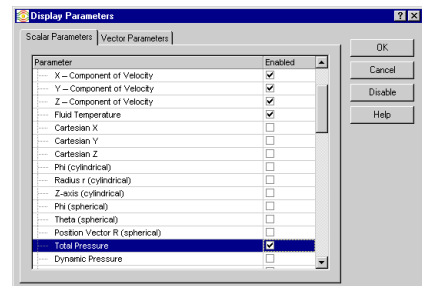 Display Parameters
Scalar Parameters Vector Parameters
OK
Cancel
Disable
Help
Parameter Enabled
X – Component of Velocity
Y – Component of Velocity
Z – Component of Velocity
Fluid Temperature
Cartesian X
Cartesian Y
Cartesian Z
Phi (cylindrical)
Radius r (cylindrical)
Z-axis (cylindrical)
Phi (spherical)
Theta (spherical)
Position Vector R (spherical)
Total Pressure
Dynamic Pressure